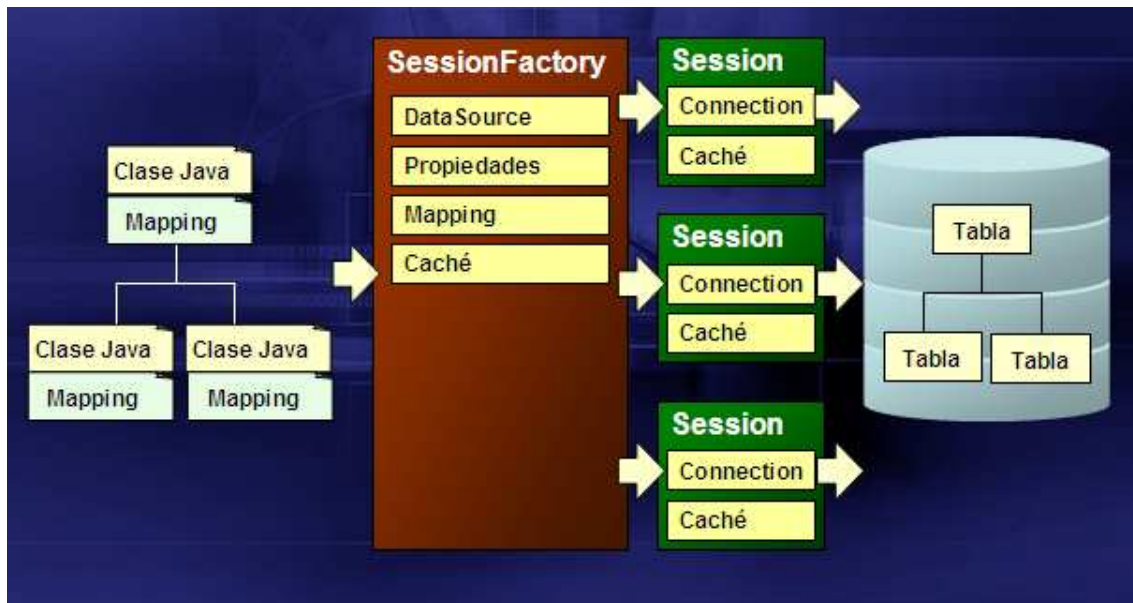 Clase Java
Mapping
Clase Java
Mapping
Clase Java
Mapping
SessionFactory
DataSource
Propiedades
Mapping
Caché
Session
Connection
Caché
Session
Connection
Caché
Session
Connection
Caché
Tabla
Tabla
Tabla